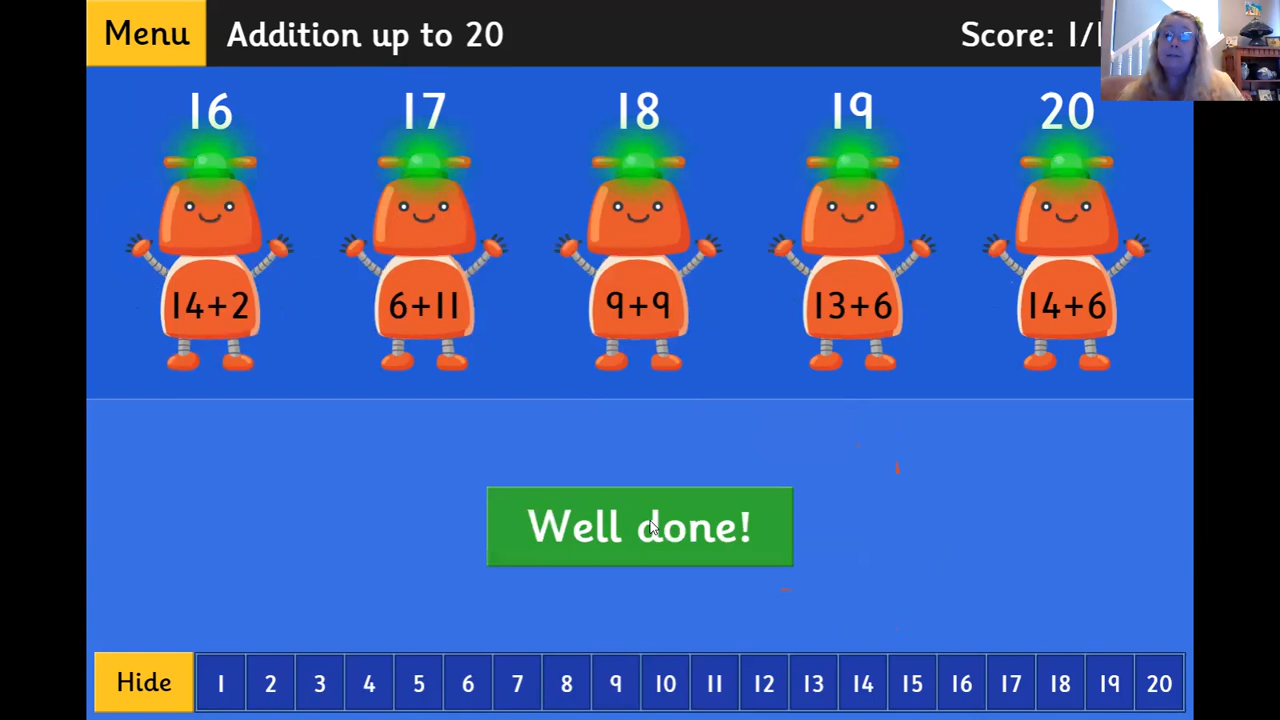 Menu Addition up to 20 Score: 1/1
16 17 18 19 20
14+2 6+11 9+9 13+6 14+6
Well done!
Hide 1 2 3 4 5 6 7 8 9 10 11 12 13 14 15 16 17 18 19 20